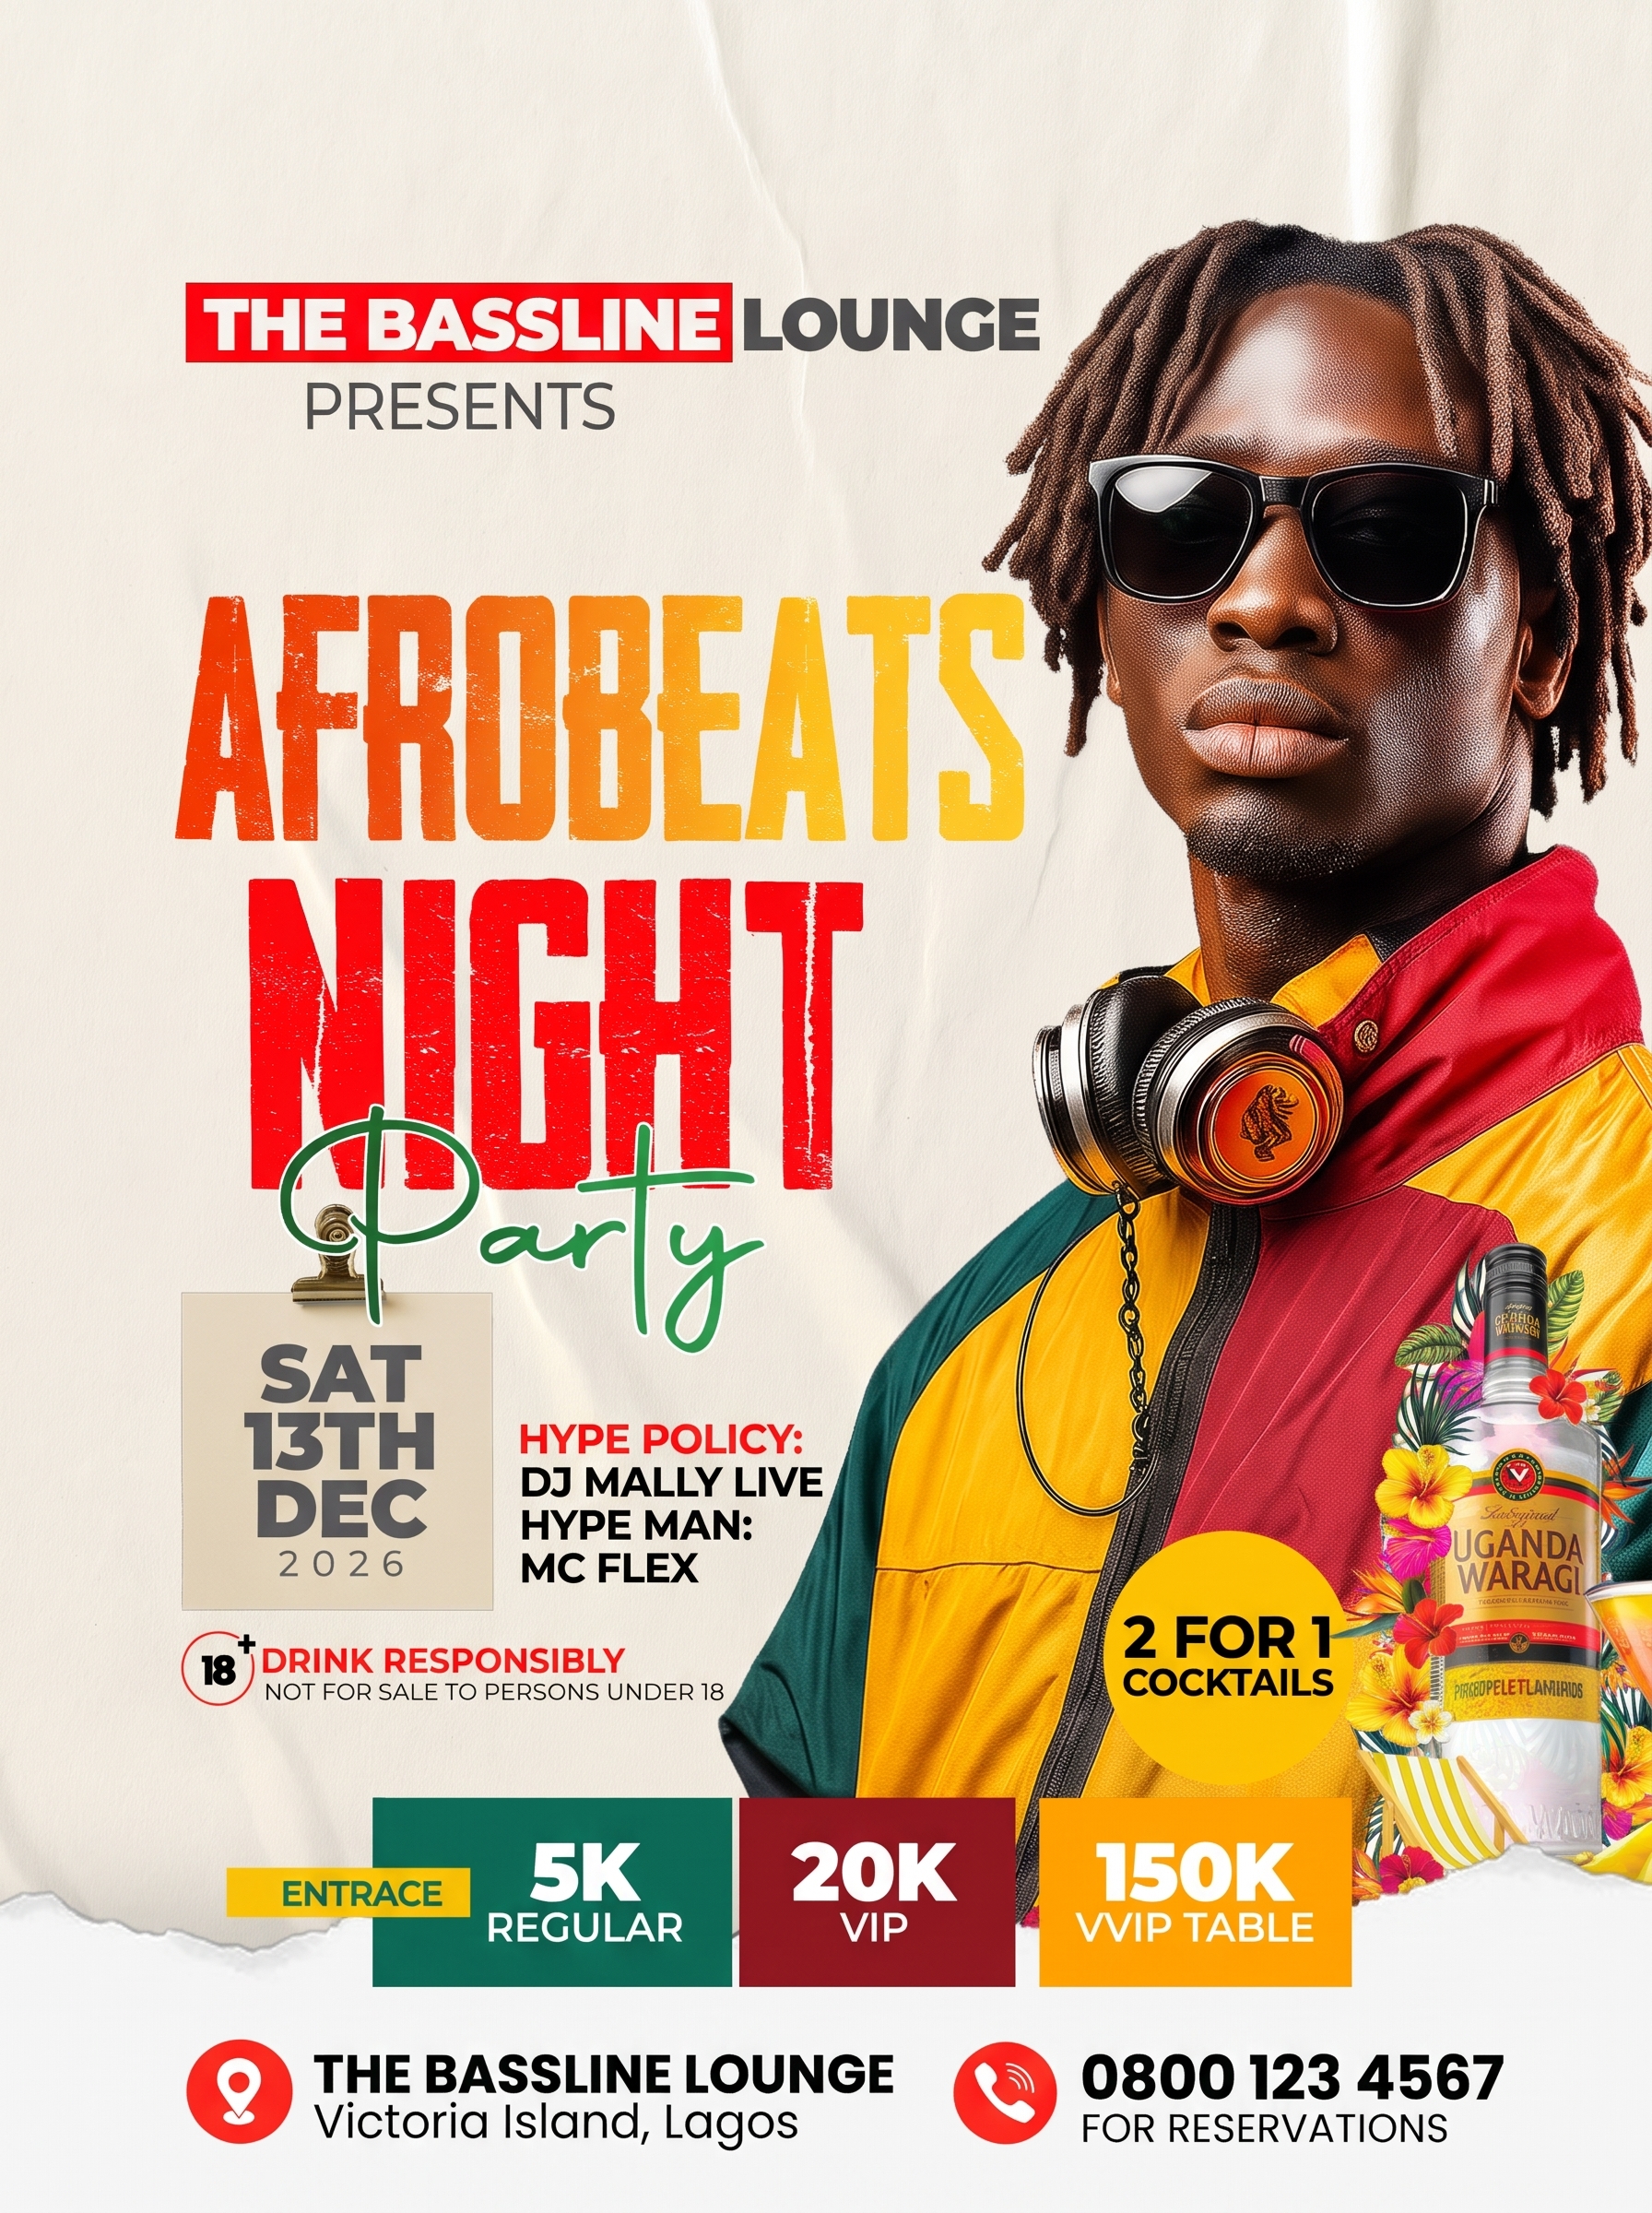 THE BASSLINE LOUNGE
PRESENTS
AFROBEATS
NIGHT
Party
SAT
13TH
DEC
2026
HYPE POLICY:
DJ MALLY LIVE
HYPE MAN:
MC FLEX
18+
DRINK RESPONSIBLY
NOT FOR SALE TO PERSONS UNDER 18
2 FOR 1
COCKTAILS
UGANDA
WARAGI
ENTRACE
5K
REGULAR
20K
VIP
150K
VVIP TABLE
THE BASSLINE LOUNGE
Victoria Island, Lagos
0800 123 4567
FOR RESERVATIONS